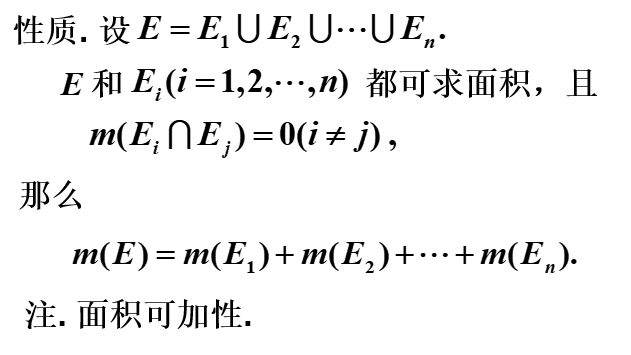 性质. 设 E = E₁ ⋃ E₂ ⋃ ⋯ ⋃ Eₙ.
E 和 Eᵢ (i = 1,2,⋯,n) 都可求面积，且
m(Eᵢ ⋂ Eⱼ) = 0(i ≠ j) ,
那么
m(E) = m(E₁) + m(E₂) + ⋯ + m(Eₙ).
注. 面积可加性.